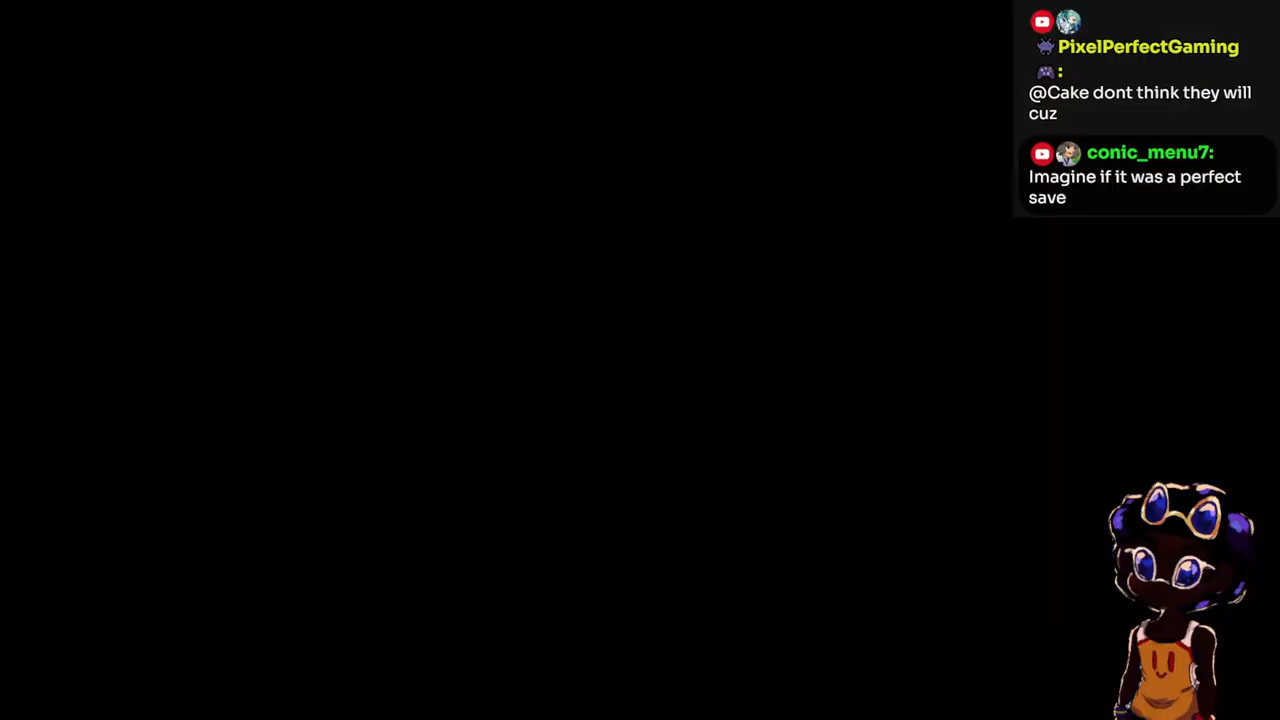 PixelPerfectGaming
:
@Cake dont think they will
cuz
conic_menu7:
Imagine if it was a perfect
save